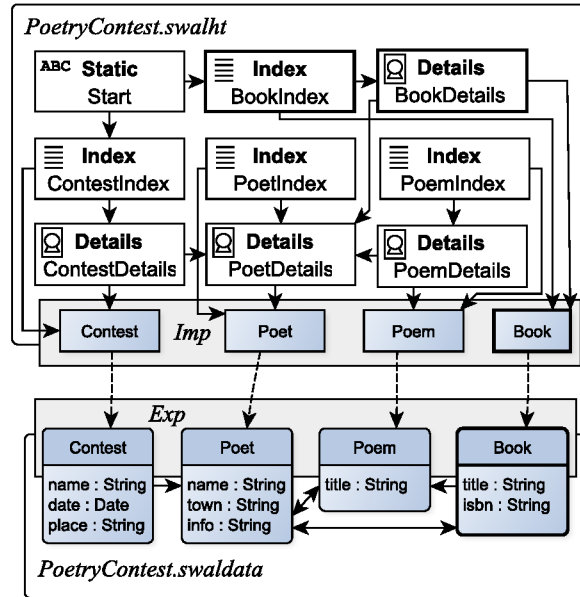 PoetryContest.swalht
ABC Static
Start
Index
BookIndex
Details
BookDetails
Index
ContestIndex
Index
PoetIndex
Index
PoemIndex
Details
ContestDetails
Details
PoetDetails
Details
PoemDetails
Contest
Imp
Poet
Poem
Book
Exp
Contest
name : String
date : Date
place : String
Poet
name : String
town : String
info : String
Poem
title : String
Book
title : String
isbn : String
PoetryContest.swaldata